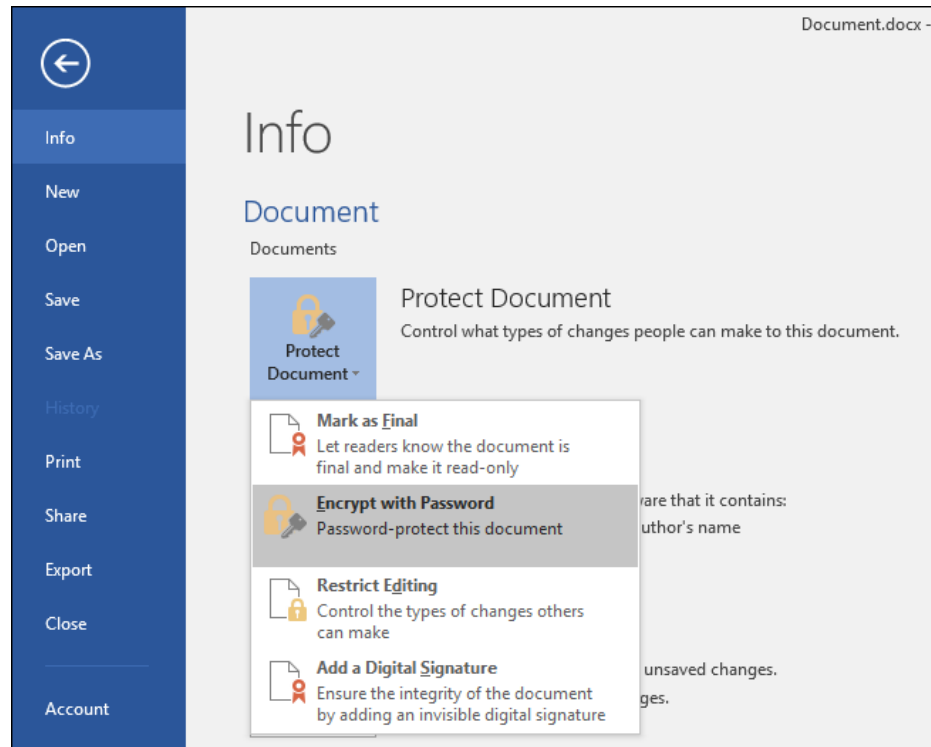 Document.docx -
Info
New
Open
Save
Save As
History
Print
Share
Export
Close
Account
Info
Document
Documents
Protect
Document
Protect Document
Control what types of changes people can make to this document.
Mark as Final
Let readers know the document is
final and make it read-only
Encrypt with Password
Password-protect this document
Restrict Editing
Control the types of changes others
can make
Add a Digital Signature
Ensure the integrity of the document
by adding an invisible digital signature
that it contains:
name
unsaved changes.